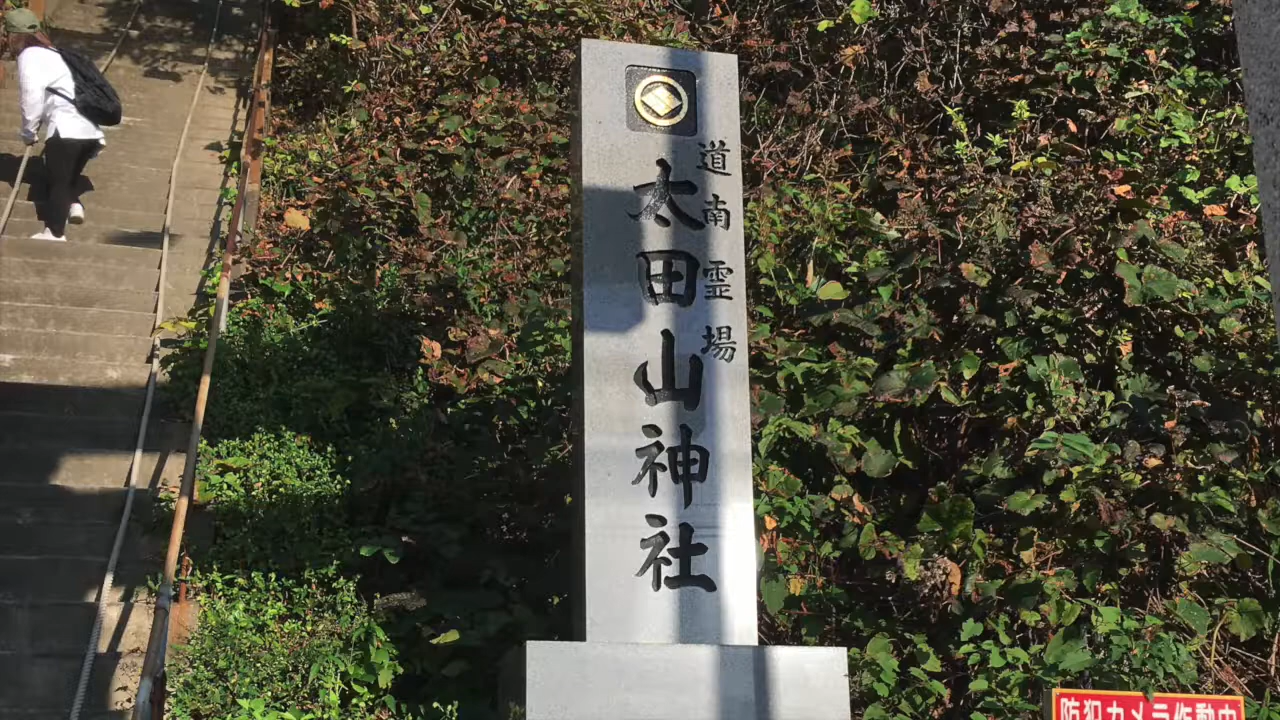 道南霊場
太田山神社
防犯カメラ作動中